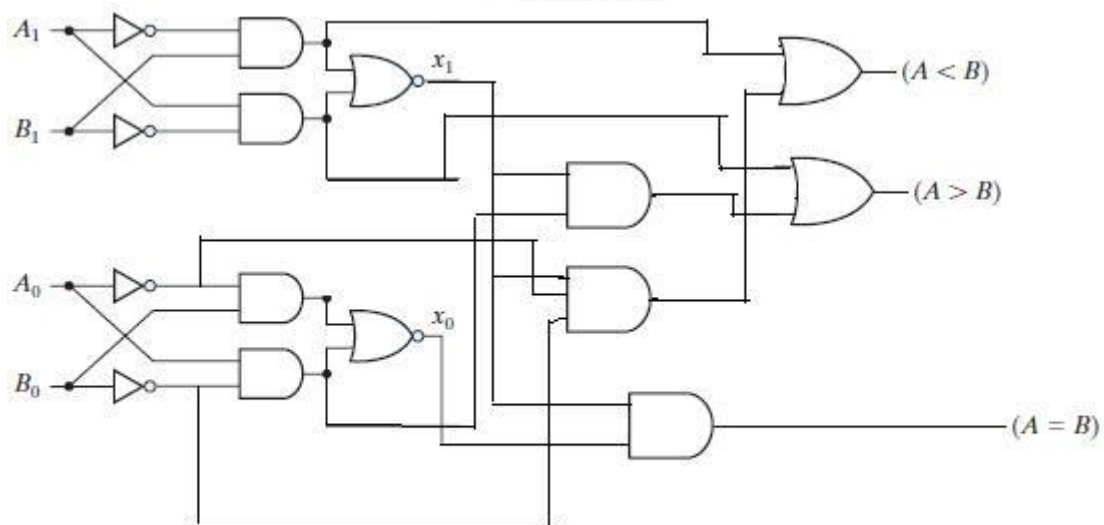 A₁
x₁
(A < B)
B₁
(A > B)
A₀
x₀
B₀
(A = B)